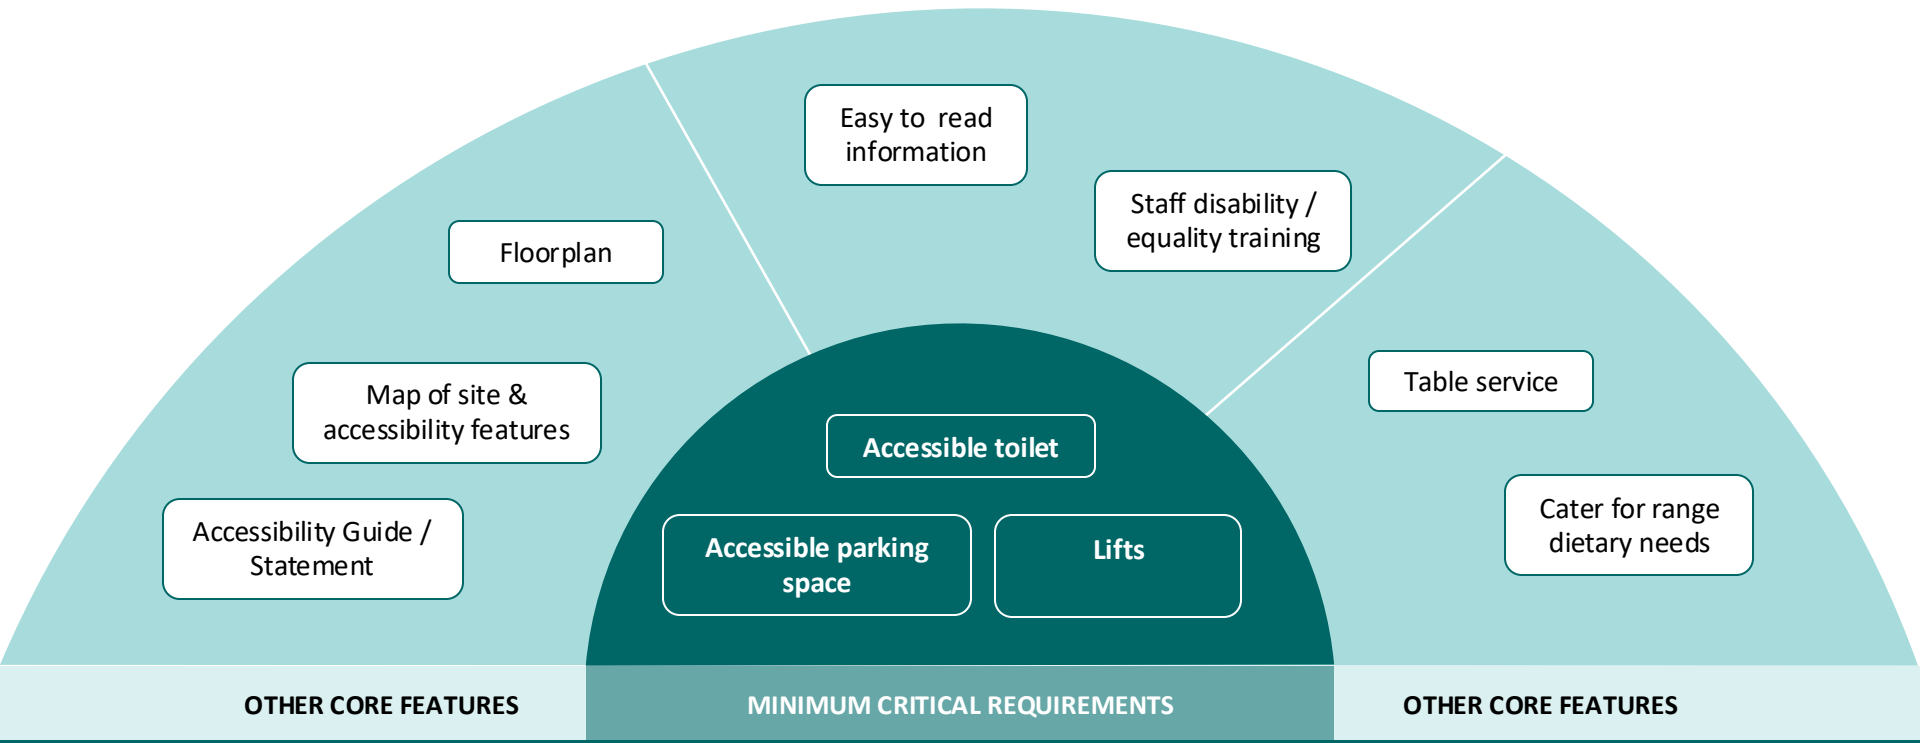 Easy to  read
information
Staff disability /
equality training
Floorplan
Table service
Map of site &
accessibility features
Accessible toilet
Cater for range
dietary needs
Accessibility Guide /
Statement
Accessible parking
space
Lifts
OTHER CORE FEATURES
MINIMUM CRITICAL REQUIREMENTS
OTHER CORE FEATURES